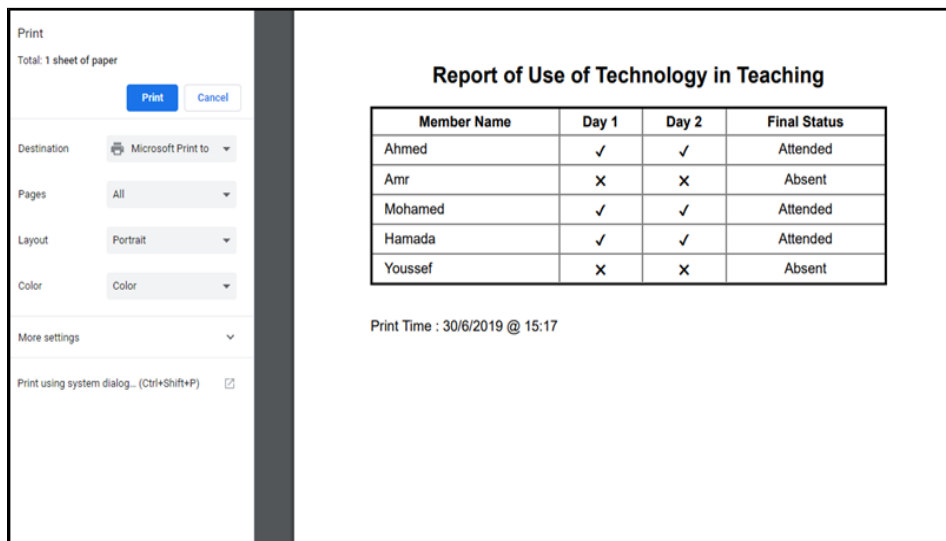 Print
Total: 1 sheet of paper
Print Cancel
Destination Microsoft Print to
Pages All
Layout Portrait
Color Color
More settings
Print using system dialog... (Ctrl+Shift+P)
Report of Use of Technology in Teaching
Member Name Day 1 Day 2 Final Status
Ahmed ✓ ✓ Attended
Amr ✕ ✕ Absent
Mohamed ✓ ✓ Attended
Hamada ✓ ✓ Attended
Youssef ✕ ✕ Absent
Print Time : 30/6/2019 @ 15:17